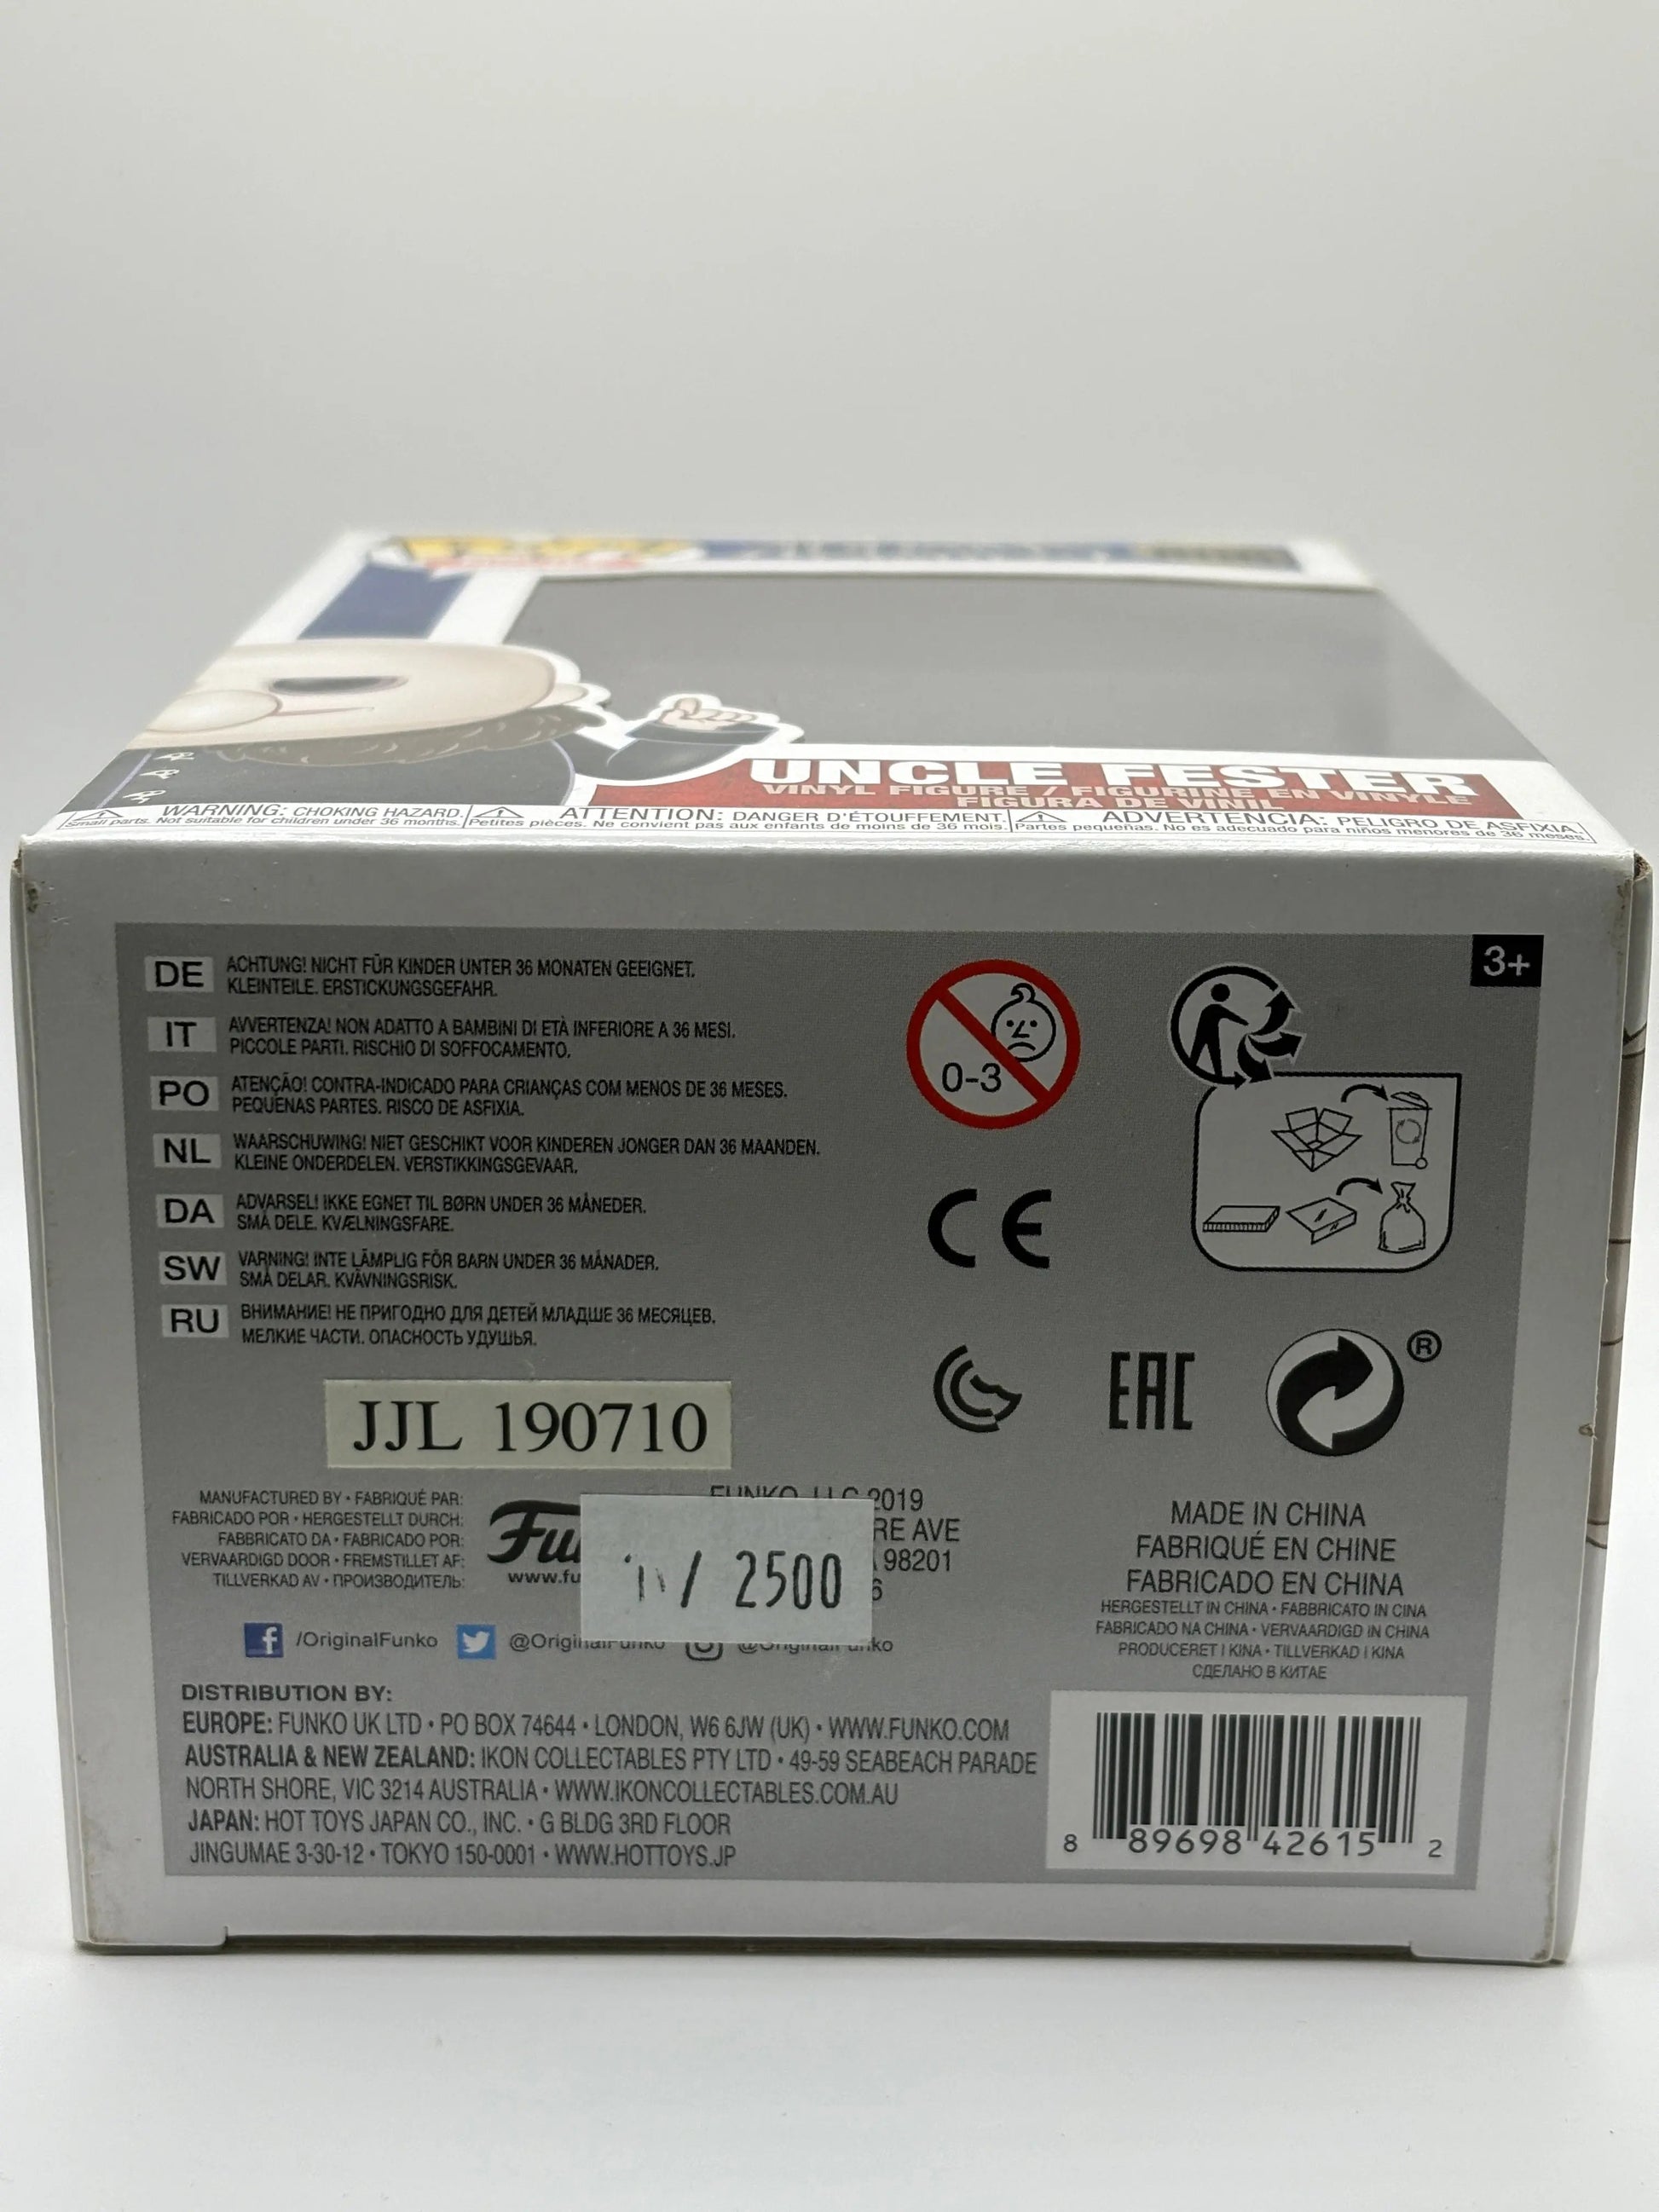 UNCLE FESTER
VINYL FIGURE / FIGURINE EN VINYLE
FIGURA DE VINIL
WARNING: CHOKING HAZARD.
Small parts. Not suitable for children under 36 months.
ATTENTION: DANGER D'ÉTOUFFEMENT.
Petites pièces. Ne convient pas aux enfants de moins de 36 mois.
ADVERTENCIA: PELIGRO DE ASFIXIA.
Partes pequeñas. No es adecuado para niños menores de 36 meses.
3+
DE ACHTUNG! NICHT FÜR KINDER UNTER 36 MONATEN GEEIGNET.
KLEINTEILE. ERSTICKUNGSGEFAHR.
IT AVVERTENZA! NON ADATTO A BAMBINI DI ETÀ INFERIORE A 36 MESI.
PICCOLE PARTI. RISCHIO DI SOFFOCAMENTO.
PO ATENÇÃO! CONTRA-INDICADO PARA CRIANÇAS COM MENOS DE 36 MESES.
PEQUENAS PARTES. RISCO DE ASFIXIA.
NL WAARSCHUWING! NIET GESCHIKT VOOR KINDEREN JONGER DAN 36 MAANDEN.
KLEINE ONDERDELEN. VERSTIKKINGSGEVAAR.
DA ADVARSEL! IKKE EGNET TIL BØRN UNDER 36 MÅNEDER.
SMÅ DELE. KVÆLNINGSFARE.
SW VARNING! INTE LÄMPLIG FÖR BARN UNDER 36 MÅNADER.
SMÅ DELAR. KVÄVNINGSRISK.
RU ВНИМАНИЕ! НЕ ПРИГОДНО ДЛЯ ДЕТЕЙ МЛАДШЕ 36 МЕСЯЦЕВ.
МЕЛКИЕ ЧАСТИ. ОПАСНОСТЬ УДУШЬЯ.
0-3
CE
EAC
®
JJL 190710
MANUFACTURED BY • FABRIQUÉ PAR:
FABRICADO POR • HERGESTELLT DURCH:
FABBRICATO DA • FABRICADO POR:
VERVAARDIGD DOOR • FREMSTILLET AF:
TILLVERKAD AV • ПРОИЗВОДИТЕЛЬ:
FUNKO, LLC 2019
AVE
98201
/ 2500
/OriginalFunko @OriginalFunko @OriginalFunko
DISTRIBUTION BY:
EUROPE: FUNKO UK LTD • PO BOX 74644 • LONDON, W6 6JW (UK) • WWW.FUNKO.COM
AUSTRALIA & NEW ZEALAND: IKON COLLECTABLES PTY LTD • 49-59 SEABEACH PARADE
NORTH SHORE, VIC 3214 AUSTRALIA • WWW.IKONCOLLECTABLES.COM.AU
JAPAN: HOT TOYS JAPAN CO., INC. • G BLDG 3RD FLOOR
JINGUMAE 3-30-12 • TOKYO 150-0001 • WWW.HOTTOYS.JP
MADE IN CHINA
FABRIQUÉ EN CHINE
FABRICADO EN CHINA
HERGESTELLT IN CHINA • FABBRICATO IN CINA
FABRICADO NA CHINA • VERVAARDIGD IN CHINA
PRODUCERET I KINA • TILLVERKAD I KINA
СДЕЛАНО В КИТАЕ
8 89698 42615 2